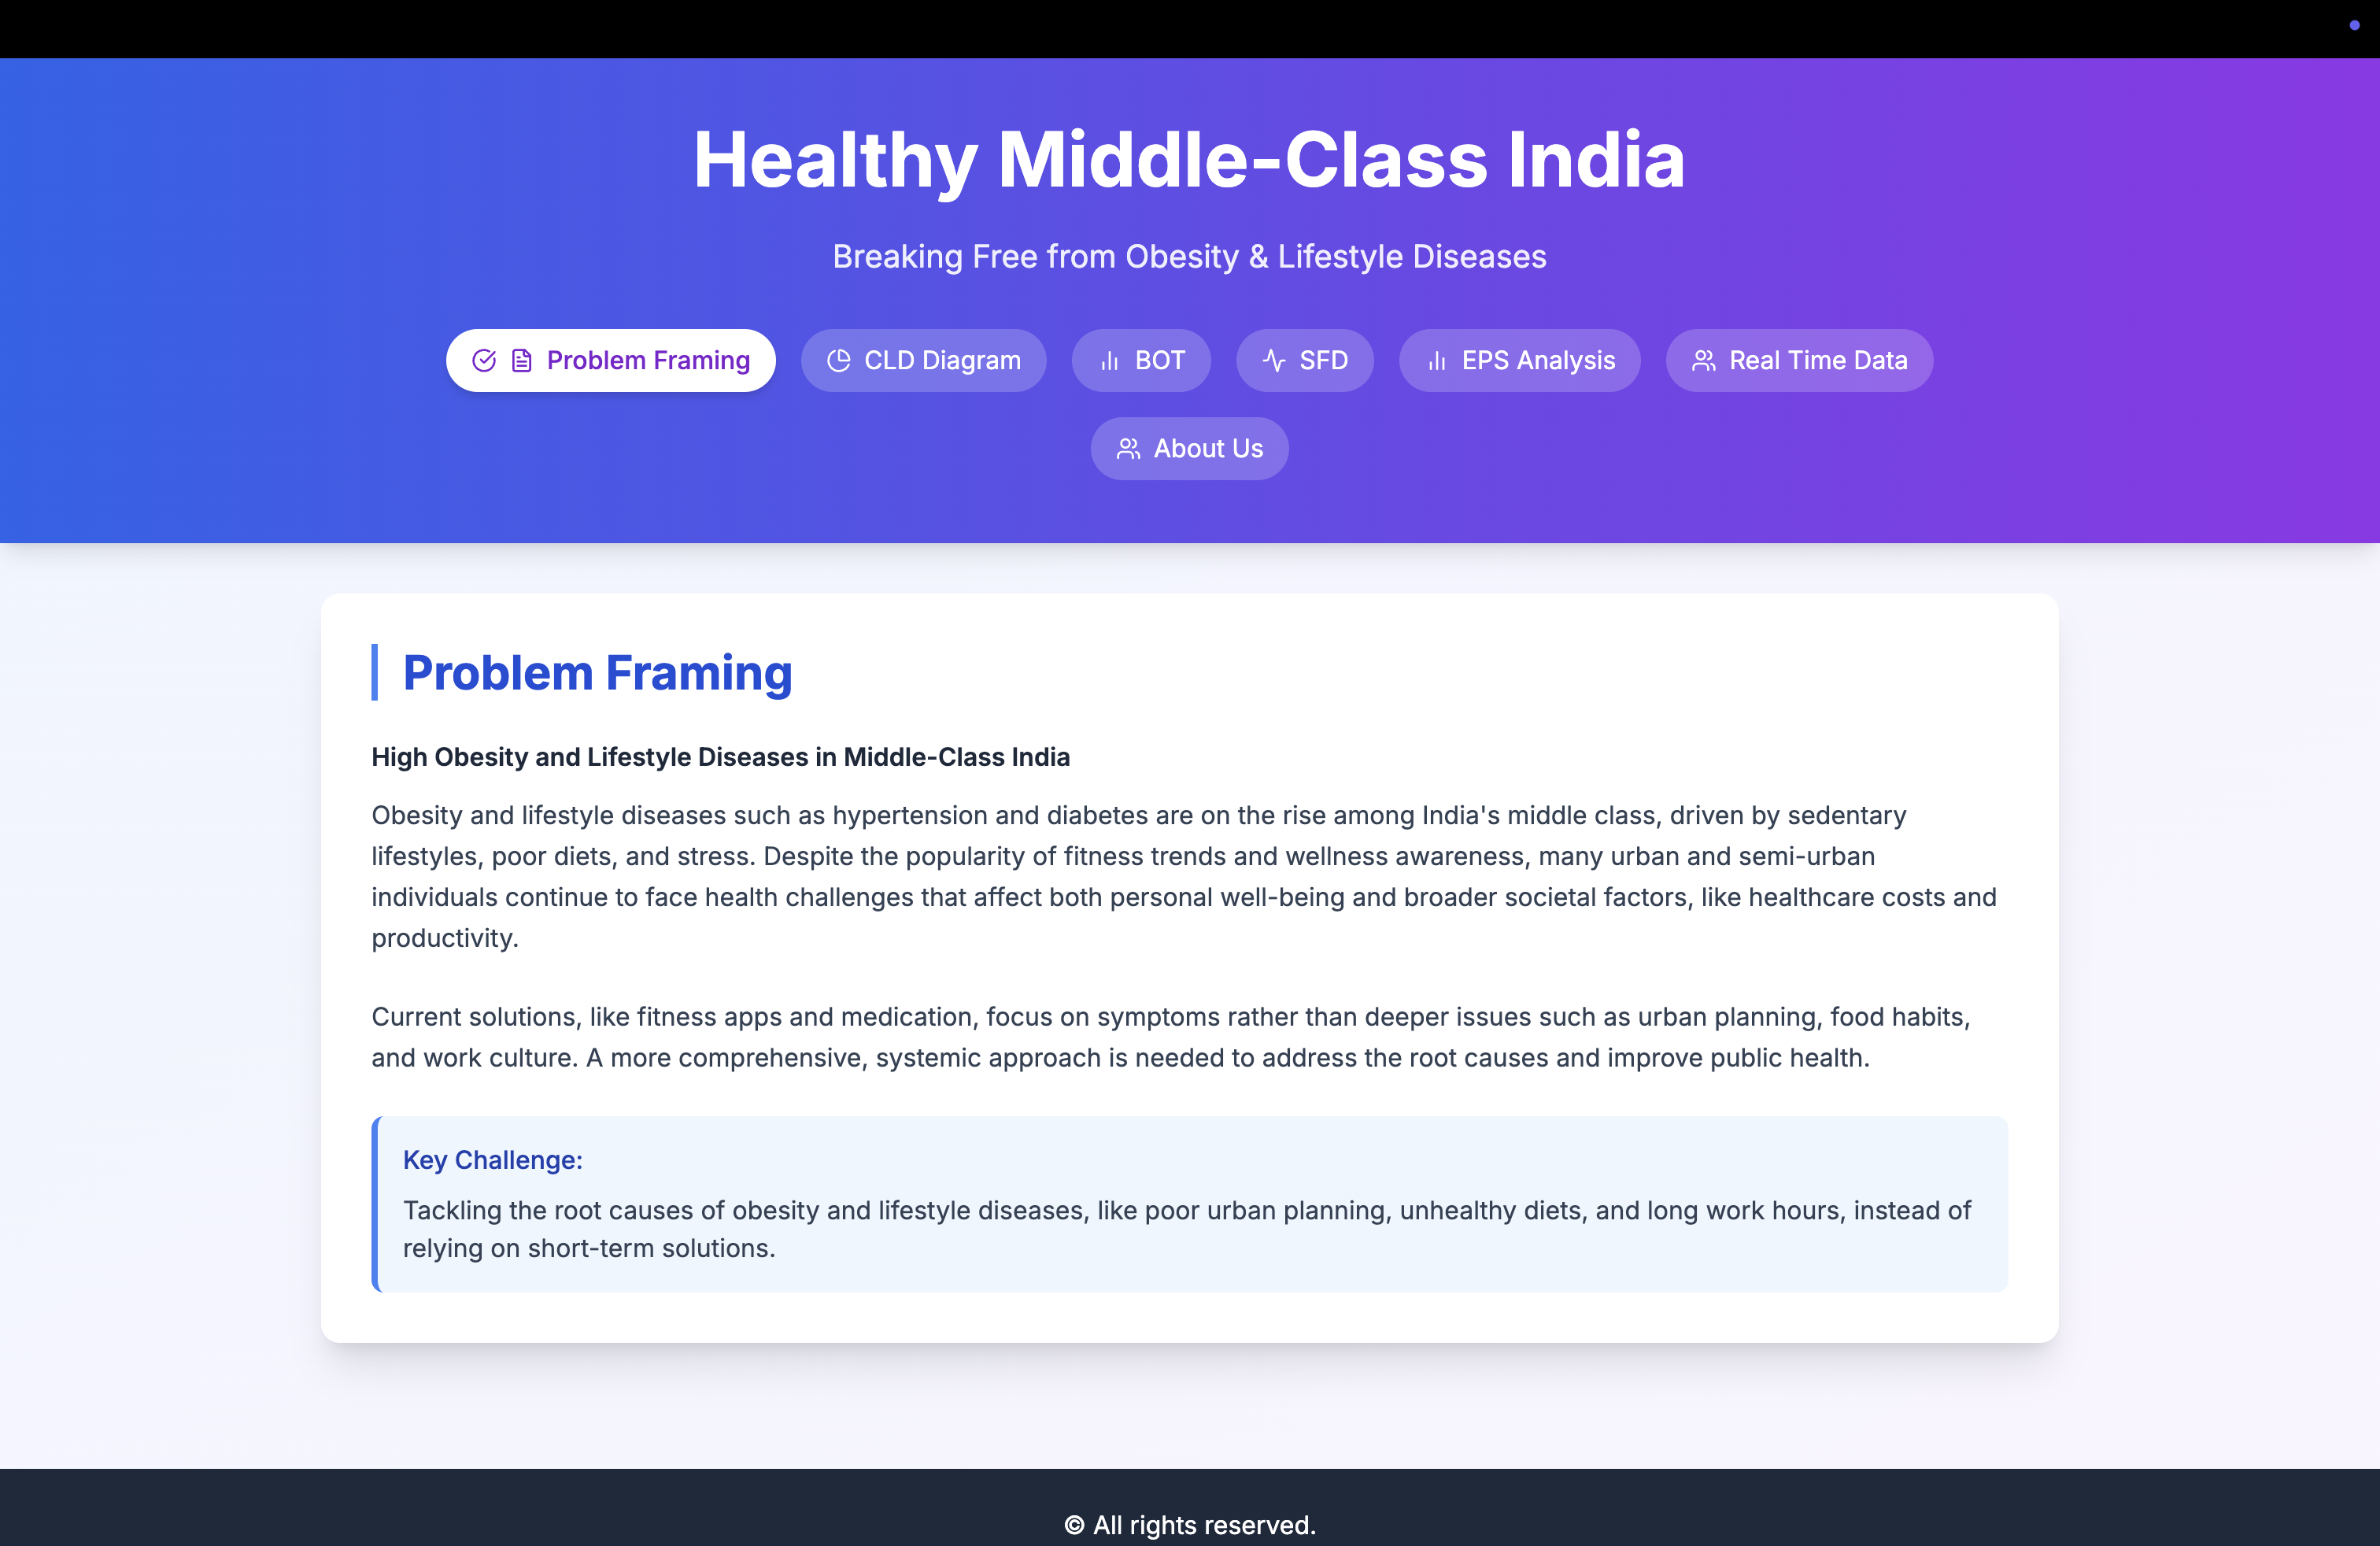 Healthy Middle-Class India
Breaking Free from Obesity & Lifestyle Diseases
Problem Framing
CLD Diagram
BOT
SFD
EPS Analysis
Real Time Data
About Us
Problem Framing
High Obesity and Lifestyle Diseases in Middle-Class India
Obesity and lifestyle diseases such as hypertension and diabetes are on the rise among India's middle class, driven by sedentary
lifestyles, poor diets, and stress. Despite the popularity of fitness trends and wellness awareness, many urban and semi-urban
individuals continue to face health challenges that affect both personal well-being and broader societal factors, like healthcare costs and
productivity.
Current solutions, like fitness apps and medication, focus on symptoms rather than deeper issues such as urban planning, food habits,
and work culture. A more comprehensive, systemic approach is needed to address the root causes and improve public health.
Key Challenge:
Tackling the root causes of obesity and lifestyle diseases, like poor urban planning, unhealthy diets, and long work hours, instead of
relying on short-term solutions.
© All rights reserved.